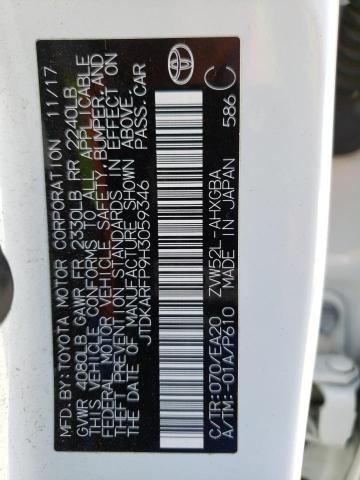 MFD. BY: TOYOTA MOTOR CORPORATION 11/17
GVWR 4080LB GAWR FR 2330LB RR 2240LB
THIS VEHICLE CONFORMS TO ALL APPLICABLE
FEDERAL MOTOR VEHICLE SAFETY, BUMPER, AND
THEFT PREVENTION STANDARDS IN EFFECT ON
THE DATE OF MANUFACTURE SHOWN ABOVE.
JTDKARFP9H3059346 PASS. CAR
C/TR: 070/EA20 ZVW52L-AHXGBA
A/TM: -01A/P610 MADE IN JAPAN 586
C